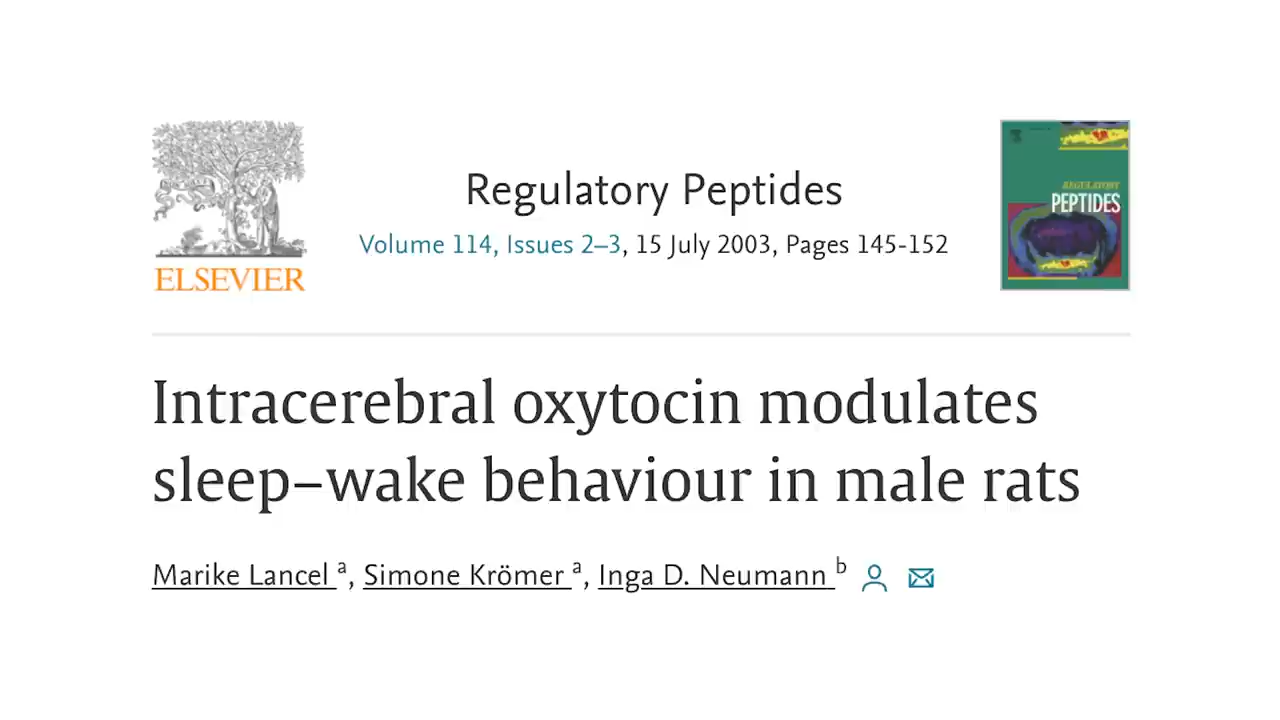 ELSEVIER
Regulatory Peptides
Volume 114, Issues 2–3, 15 July 2003, Pages 145-152
REGULATORY
PEPTIDES
Intracerebral oxytocin modulates
sleep–wake behaviour in male rats
Marike Lancel a, Simone Krömer a, Inga D. Neumann b